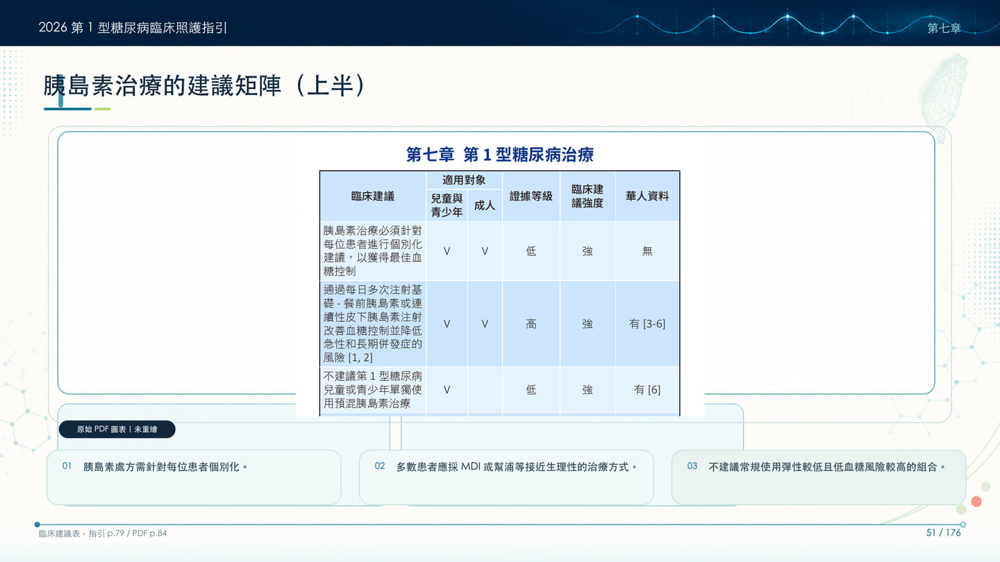 2026 第 1 型糖尿病臨床照護指引
第七章
胰島素治療的建議矩陣（上半）
第七章 第 1 型糖尿病治療
臨床建議
適用對象
兒童與
青少年
成人
證據等級
臨床建
議強度
華人資料
胰島素治療必須針對
每位患者進行個別化
建議，以獲得最佳血
糖控制
V
V
低
強
無
通過每日多次注射基
礎 - 餐前胰島素或連
續性皮下胰島素注射
改善血糖控制並降低
急性和長期併發症的
風險 [1, 2]
V
V
高
強
有 [3-6]
不建議第 1 型糖尿病
兒童或青少年單獨使
用預混胰島素治療
V
低
強
有 [6]
原始 PDF 圖表｜未重繪
01 胰島素處方需針對每位患者個別化。
02 多數患者應採 MDI 或幫浦等接近生理性的治療方式。
03 不建議常規使用彈性較低且低血糖風險較高的組合。
臨床建議表，指引 p.79 / PDF p.84
51 / 176